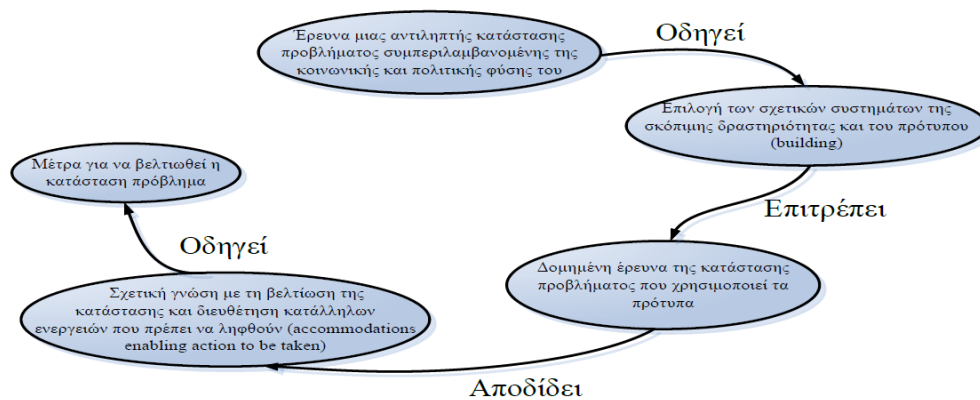 Έρευνα μιας αντιληπτής κατάστασης
προβλήματος συμπεριλαμβανομένης της
κοινωνικής και πολιτικής φύσης του
Οδηγεί
Επιλογή των σχετικών συστημάτων της
σκόπιμης δραστηριότητας και του πρότυπου
(building)
Επιτρέπει
Δομημένη έρευνα της κατάστασης
προβλήματος που χρησιμοποιεί τα
πρότυπα
Αποδίδει
Σχετική γνώση με τη βελτίωση της
κατάστασης και διευθέτηση κατάλληλων
ενεργειών που πρέπει να ληφθούν (accommodations
enabling action to be taken)
Οδηγεί
Μέτρα για να βελτιωθεί η
κατάσταση πρόβλημα